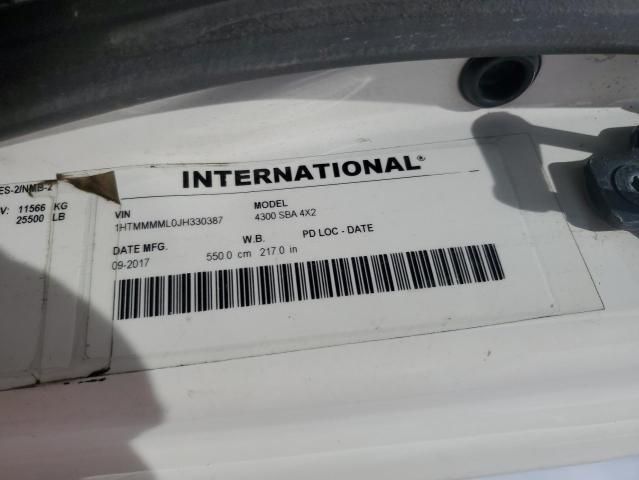 INTERNATIONAL®
ES-2/NMB-2
V: 11566 KG
25500 LB
VIN MODEL
1HTMMMML0JH330387 4300 SBA 4X2
DATE MFG. W.B. PD LOC - DATE
09-2017 550.0 cm 217.0 in